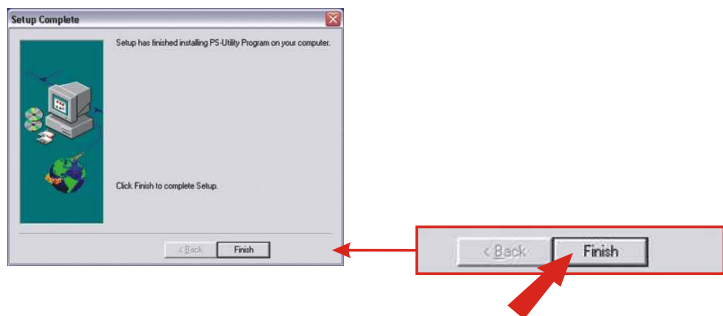 Setup Complete
Setup has finished installing PS-Utility Program on your computer.
Click Finish to complete Setup.
< Back Finish
< Back Finish